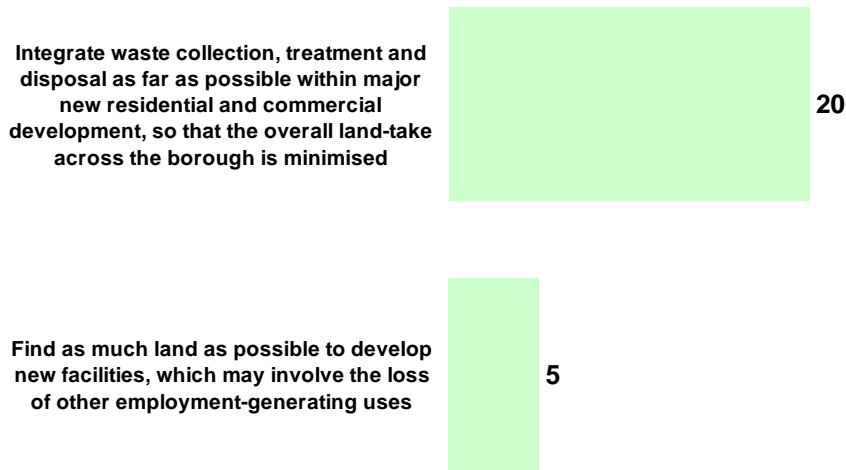 Integrate waste collection, treatment and
disposal as far as possible within major
new residential and commercial
development, so that the overall land-take
across the borough is minimised
20
Find as much land as possible to develop
new facilities, which may involve the loss
of other employment-generating uses
5